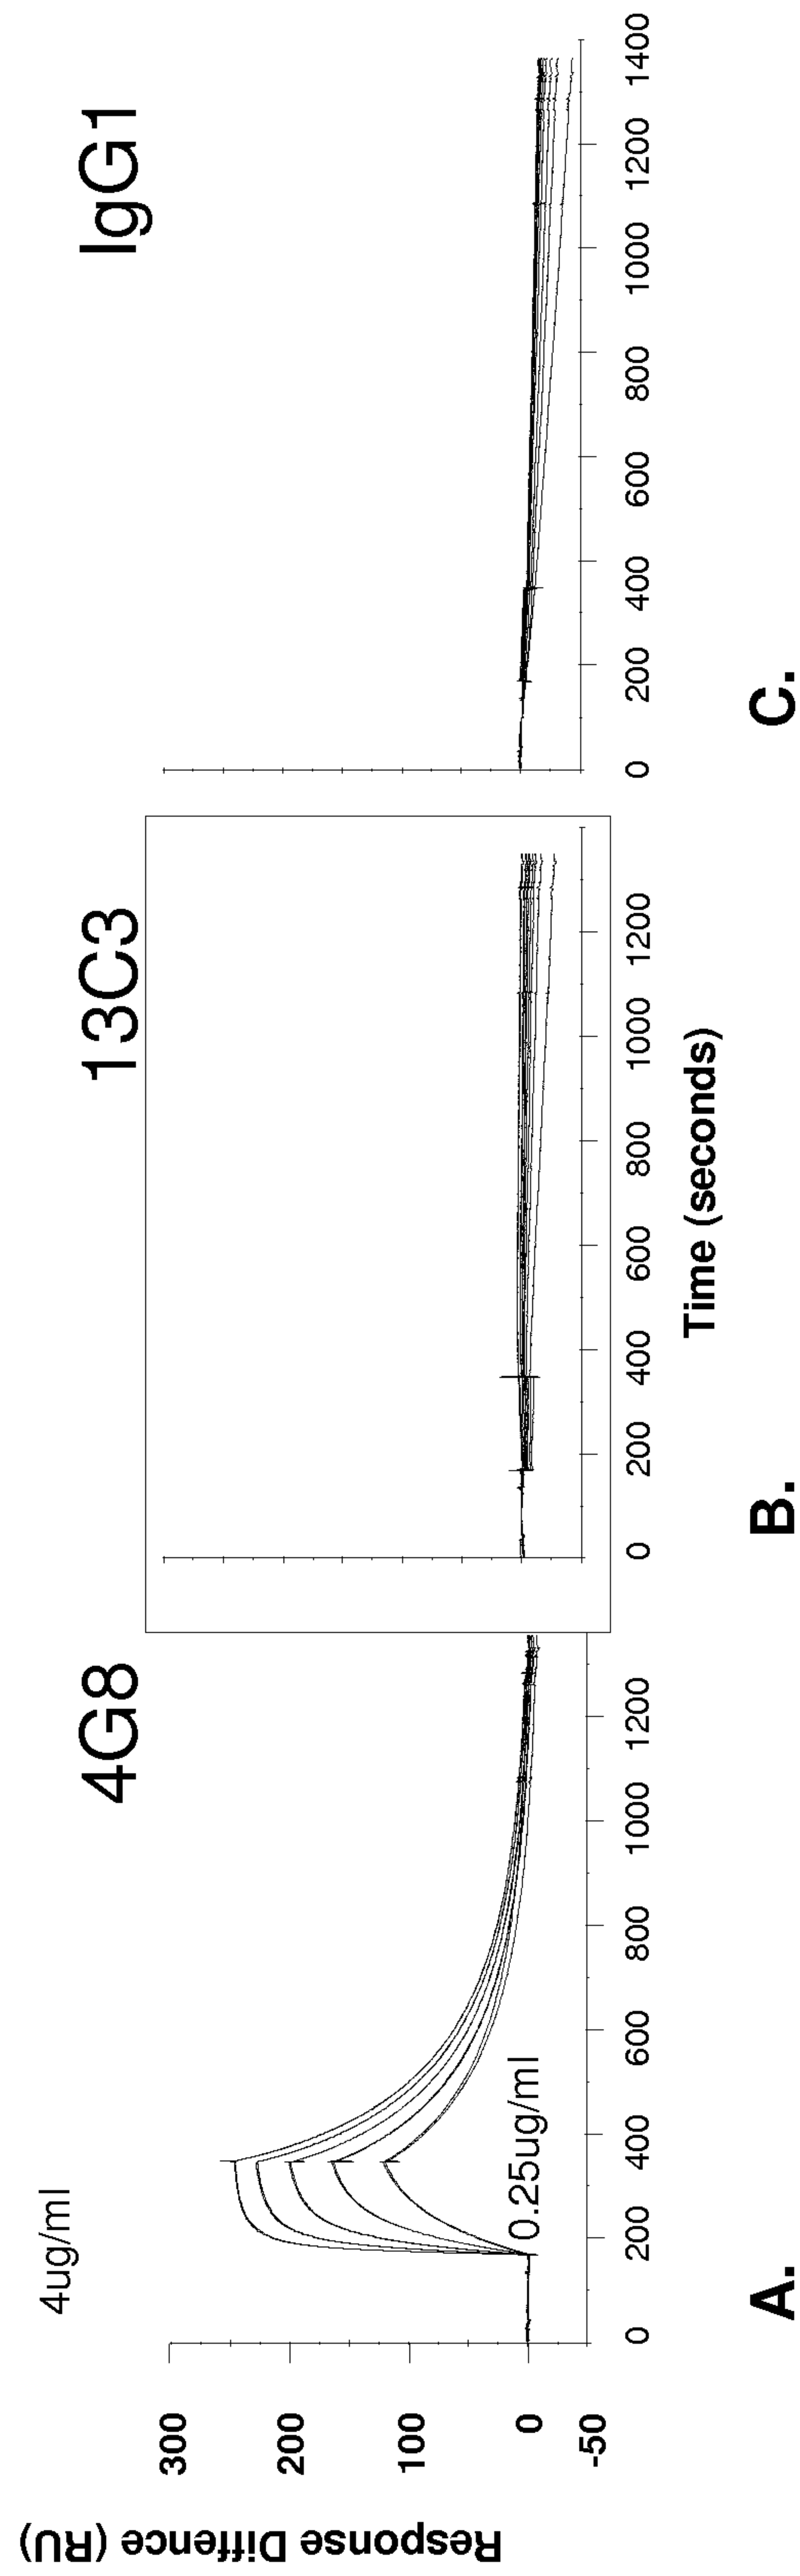 4G8
13C3
IgG1
4ug/ml
0.25ug/ml
Response Diffence (RU)
300
200
100
0
-50
0 200 400 600 800 1000 1200
0 200 400 600 800 1000 1200
0 200 400 600 800 1000 1200 1400
Time (seconds)
A.
B.
C.